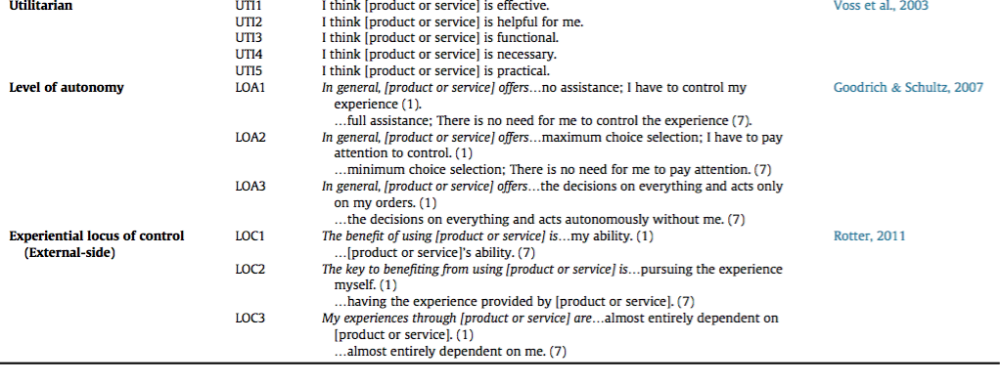 Utilitarian UTI1 I think [product or service] is effective. Voss et al., 2003
UTI2 I think [product or service] is helpful for me.
UTI3 I think [product or service] is functional.
UTI4 I think [product or service] is necessary.
UTI5 I think [product or service] is practical.
Level of autonomy LOA1 In general, [product or service] offers...no assistance; I have to control my Goodrich & Schultz, 2007
experience (1).
...full assistance; There is no need for me to control the experience (7).
LOA2 In general, [product or service] offers...maximum choice selection; I have to pay
attention to control. (1)
...minimum choice selection; There is no need for me to pay attention. (7)
LOA3 In general, [product or service] offers...the decisions on everything and acts only
on my orders. (1)
...the decisions on everything and acts autonomously without me. (7)
Experiential locus of control LOC1 The benefit of using [product or service] is...my ability. (1) Rotter, 2011
(External-side) ...[product or service]'s ability. (7)
LOC2 The key to benefiting from using [product or service] is...pursuing the experience
myself. (1)
...having the experience provided by [product or service]. (7)
LOC3 My experiences through [product or service] are...almost entirely dependent on
[product or service]. (1)
...almost entirely dependent on me. (7)